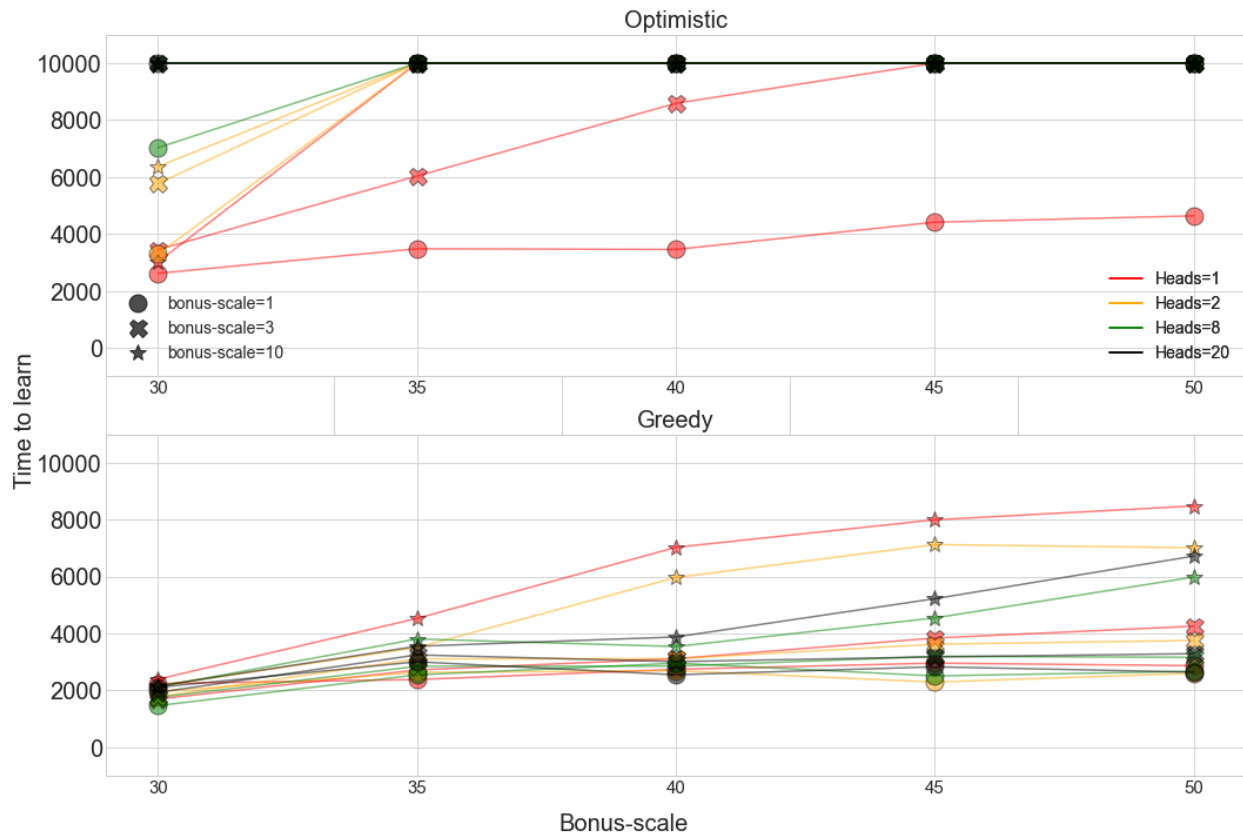 Optimistic
10000
8000
6000
4000
2000
0
bonus-scale=1
bonus-scale=3
bonus-scale=10
Heads=1
Heads=2
Heads=8
Heads=20
30 35 40 45 50
Time to learn
Greedy
10000
8000
6000
4000
2000
0
30 35 40 45 50
Bonus-scale